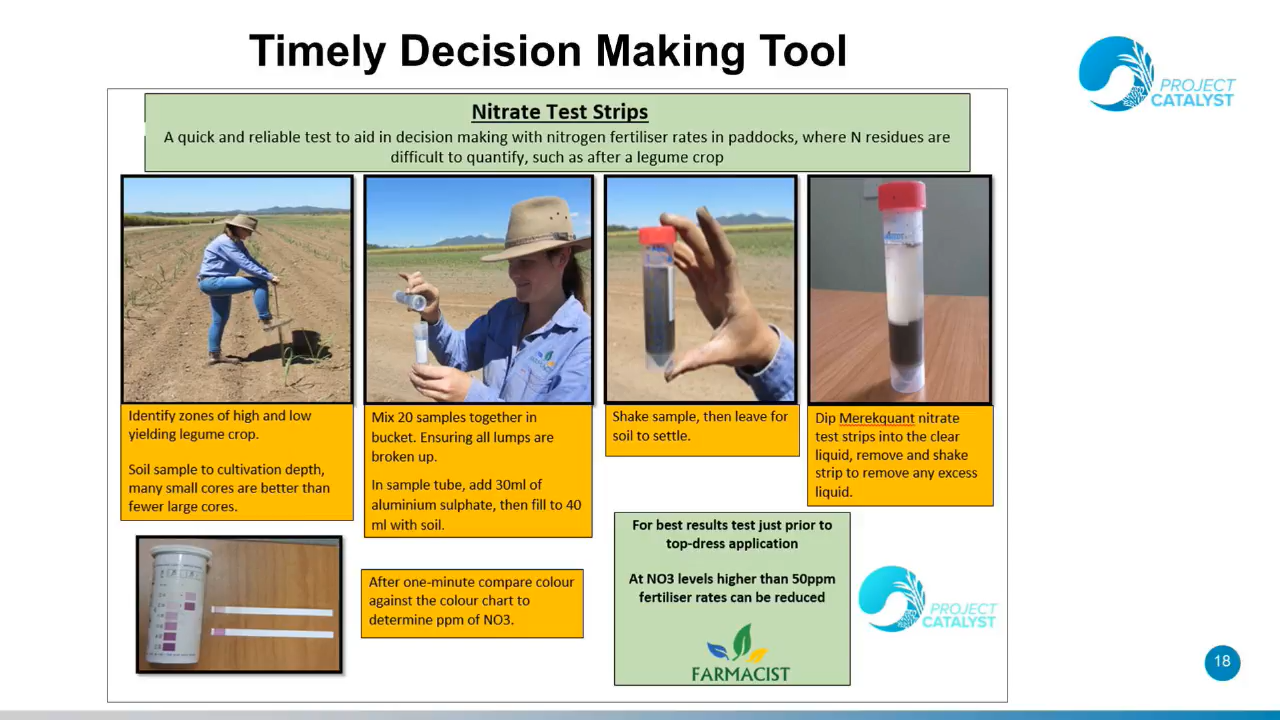 Timely Decision Making Tool
PROJECT
CATALYST
Nitrate Test Strips
A quick and reliable test to aid in decision making with nitrogen fertiliser rates in paddocks, where N residues are
difficult to quantify, such as after a legume crop
Identify zones of high and low
yielding legume crop.
Soil sample to cultivation depth,
many small cores are better than
fewer large cores.
Mix 20 samples together in
bucket. Ensuring all lumps are
broken up.
In sample tube, add 30ml of
aluminium sulphate, then fill to 40
ml with soil.
Shake sample, then leave for
soil to settle.
Dip Merekquant nitrate
test strips into the clear
liquid, remove and shake
strip to remove any excess
liquid.
After one-minute compare colour
against the colour chart to
determine ppm of NO3.
For best results test just prior to
top-dress application
At NO3 levels higher than 50ppm
fertiliser rates can be reduced
FARMACIST
PROJECT
CATALYST
18